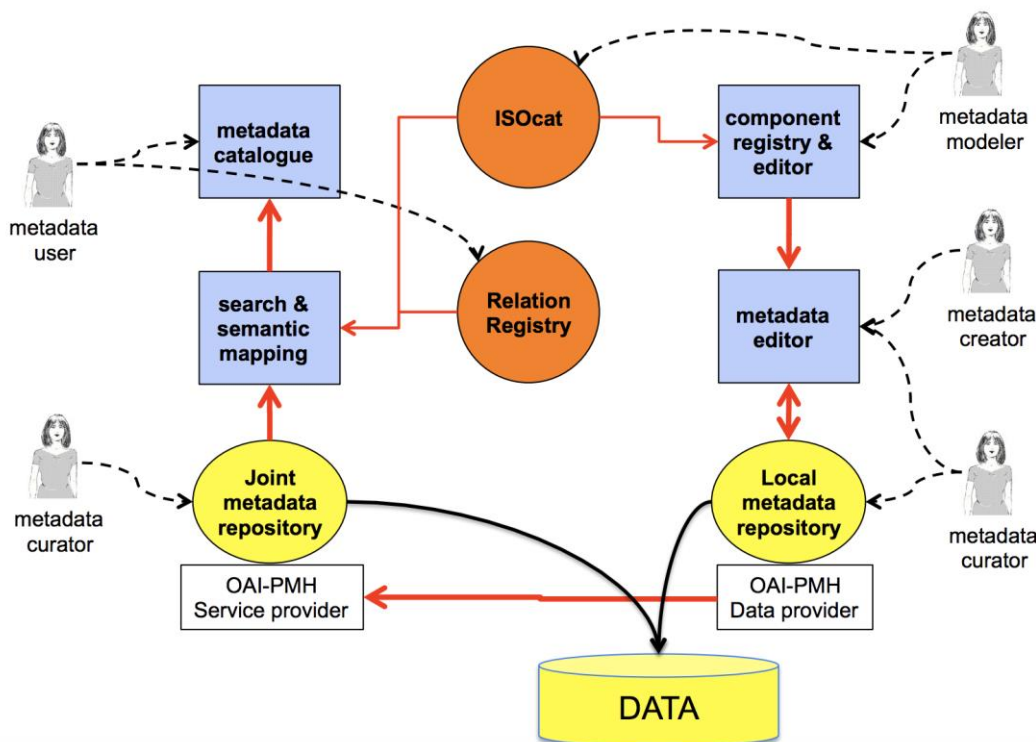 metadata
modeler
ISOcat
metadata
catalogue
component
registry &
editor
metadata
user
search &
semantic
mapping
Relation
Registry
metadata
editor
metadata
creator
metadata
curator
Joint
metadata
repository
Local
metadata
repository
metadata
curator
OAI-PMH
Service provider
OAI-PMH
Data provider
DATA